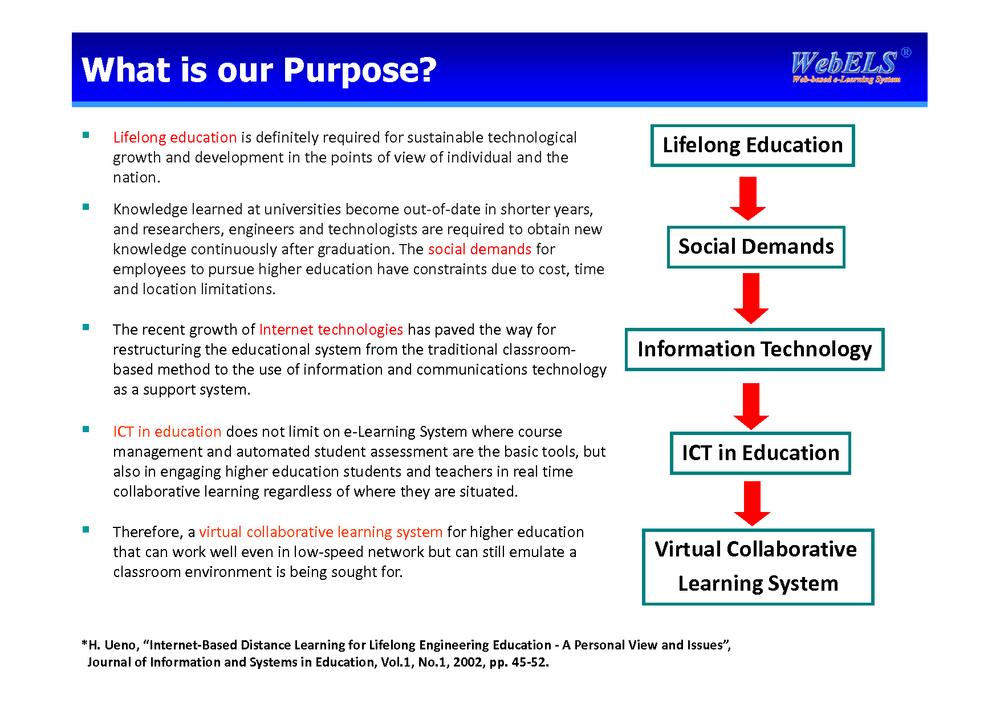 What is our Purpose?
WebELS®
Web-based e-Learning System
Lifelong education is definitely required for sustainable technological
growth and development in the points of view of individual and the
nation.
Knowledge learned at universities become out-of-date in shorter years,
and researchers, engineers and technologists are required to obtain new
knowledge continuously after graduation. The social demands for
employees to pursue higher education have constraints due to cost, time
and location limitations.
The recent growth of Internet technologies has paved the way for
restructuring the educational system from the traditional classroom-
based method to the use of information and communications technology
as a support system.
ICT in education does not limit on e-Learning System where course
management and automated student assessment are the basic tools, but
also in engaging higher education students and teachers in real time
collaborative learning regardless of where they are situated.
Therefore, a virtual collaborative learning system for higher education
that can work well even in low-speed network but can still emulate a
classroom environment is being sought for.
Lifelong Education
Social Demands
Information Technology
ICT in Education
Virtual Collaborative
Learning System
*H. Ueno, “Internet-Based Distance Learning for Lifelong Engineering Education - A Personal View and Issues”,
Journal of Information and Systems in Education, Vol.1, No.1, 2002, pp. 45-52.